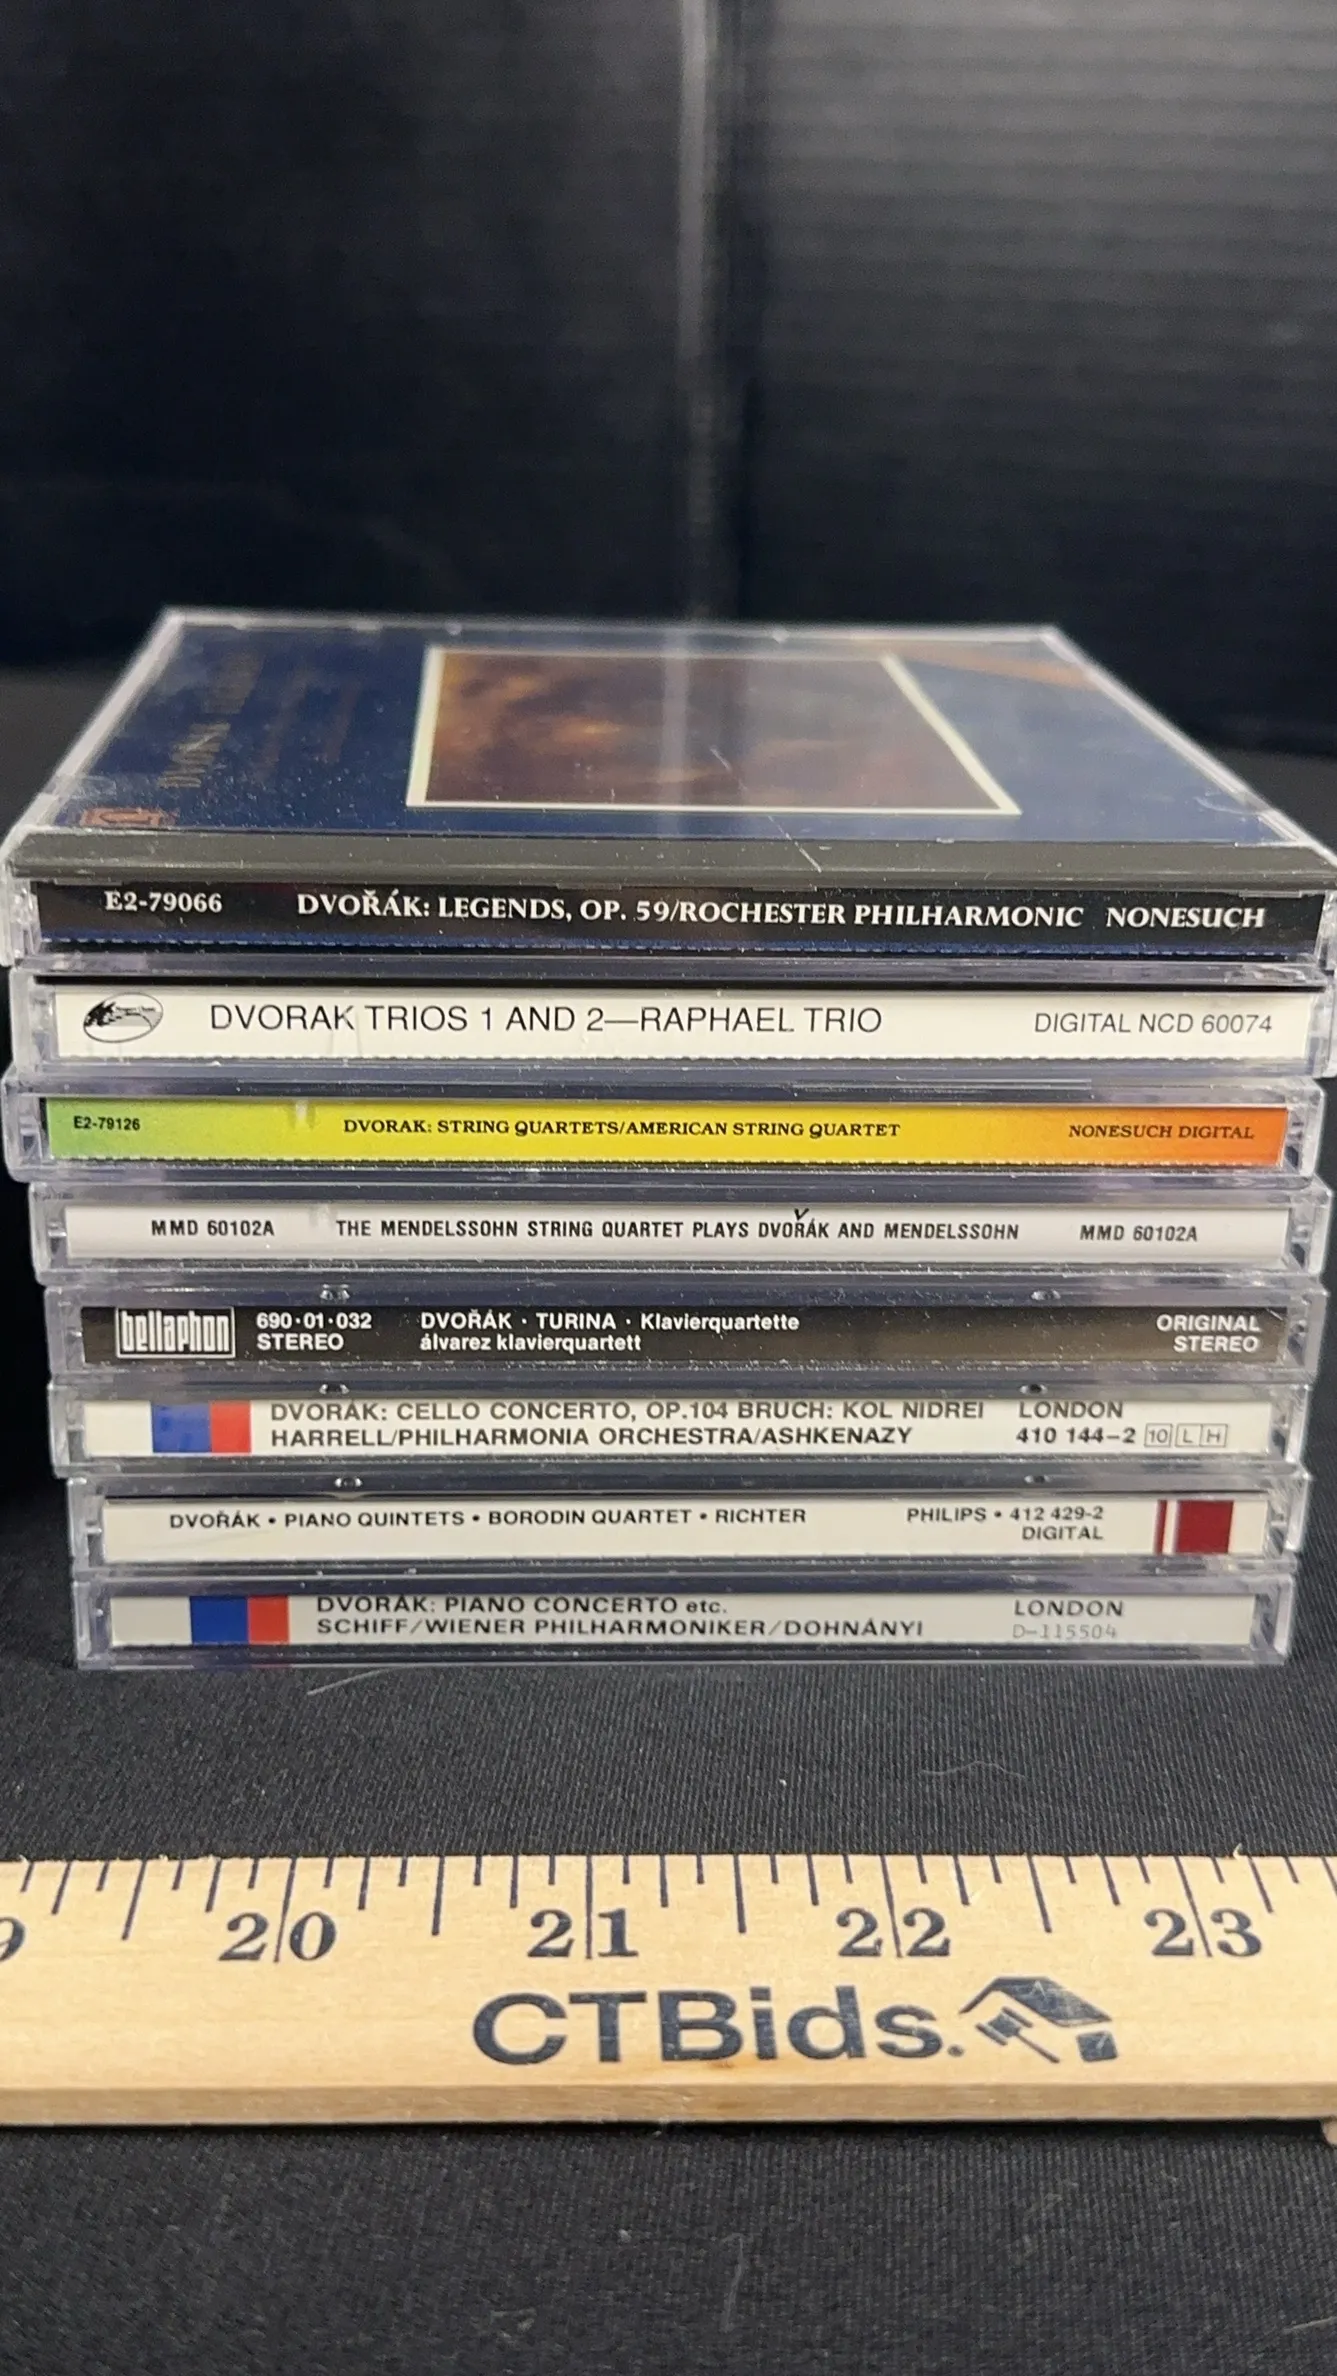 DVOŘÁK
E2-79066 DVOŘÁK: LEGENDS, OP. 59/ROCHESTER PHILHARMONIC NONESUCH
DVORAK TRIOS 1 AND 2—RAPHAEL TRIO DIGITAL NCD 60074
E2-79126 DVORAK: STRING QUARTETS/AMERICAN STRING QUARTET NONESUCH DIGITAL
MMD 60102A THE MENDELSSOHN STRING QUARTET PLAYS DVOŘÁK AND MENDELSSOHN MMD 60102A
bellaphon 690·01·032 DVOŘÁK · TURINA · Klavierquartette ORIGINAL
STEREO álvarez klavierquartett STEREO
DVOŘÁK: CELLO CONCERTO, OP.104 BRUCH: KOL NIDREI LONDON
HARRELL/PHILHARMONIA ORCHESTRA/ASHKENAZY 410 144-2 10 L H
DVOŘÁK • PIANO QUINTETS • BORODIN QUARTET • RICHTER PHILIPS • 412 429-2
DIGITAL
DVOŘÁK: PIANO CONCERTO etc. LONDON
SCHIFF/WIENER PHILHARMONIKER/DOHNÁNYI D-115504
9 20 21 22 23
CTBids.